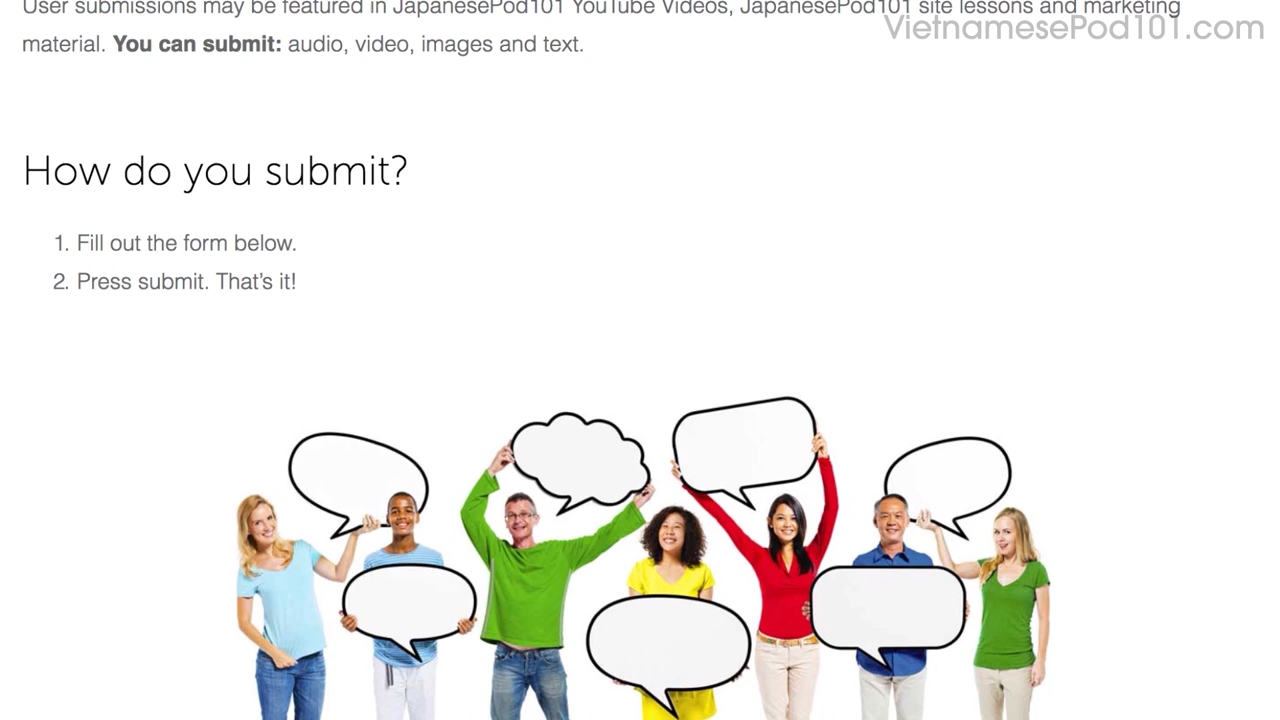 User submissions may be featured in JapanesePod101 YouTube Videos, JapanesePod101 site lessons and marketing
VietnamesePod101.com
material. You can submit: audio, video, images and text.
How do you submit?
1. Fill out the form below.
2. Press submit. That's it!